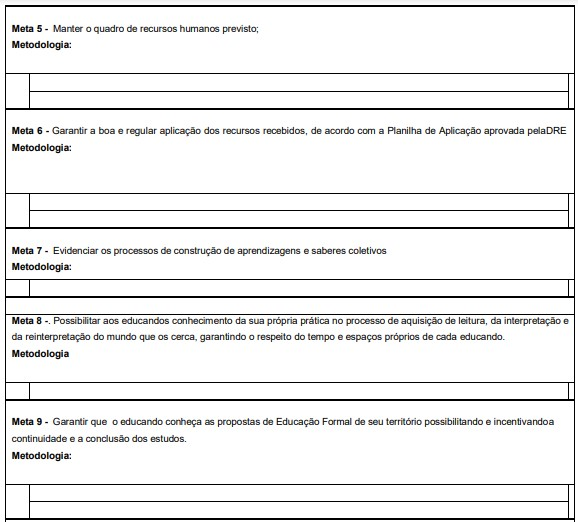 Meta 5 - Manter o quadro de recursos humanos previsto;
Metodologia:
Meta 6 - Garantir a boa e regular aplicação dos recursos recebidos, de acordo com a Planilha de Aplicação aprovada pelaDRE
Metodologia:
Meta 7 - Evidenciar os processos de construção de aprendizagens e saberes coletivos
Metodologia:
Meta 8 -. Possibilitar aos educandos conhecimento da sua própria prática no processo de aquisição de leitura, da interpretação e
da reinterpretação do mundo que os cerca, garantindo o respeito do tempo e espaços próprios de cada educando.
Metodologia
Meta 9 - Garantir que o educando conheça as propostas de Educação Formal de seu território possibilitando e incentivandoa
continuidade e a conclusão dos estudos.
Metodologia: